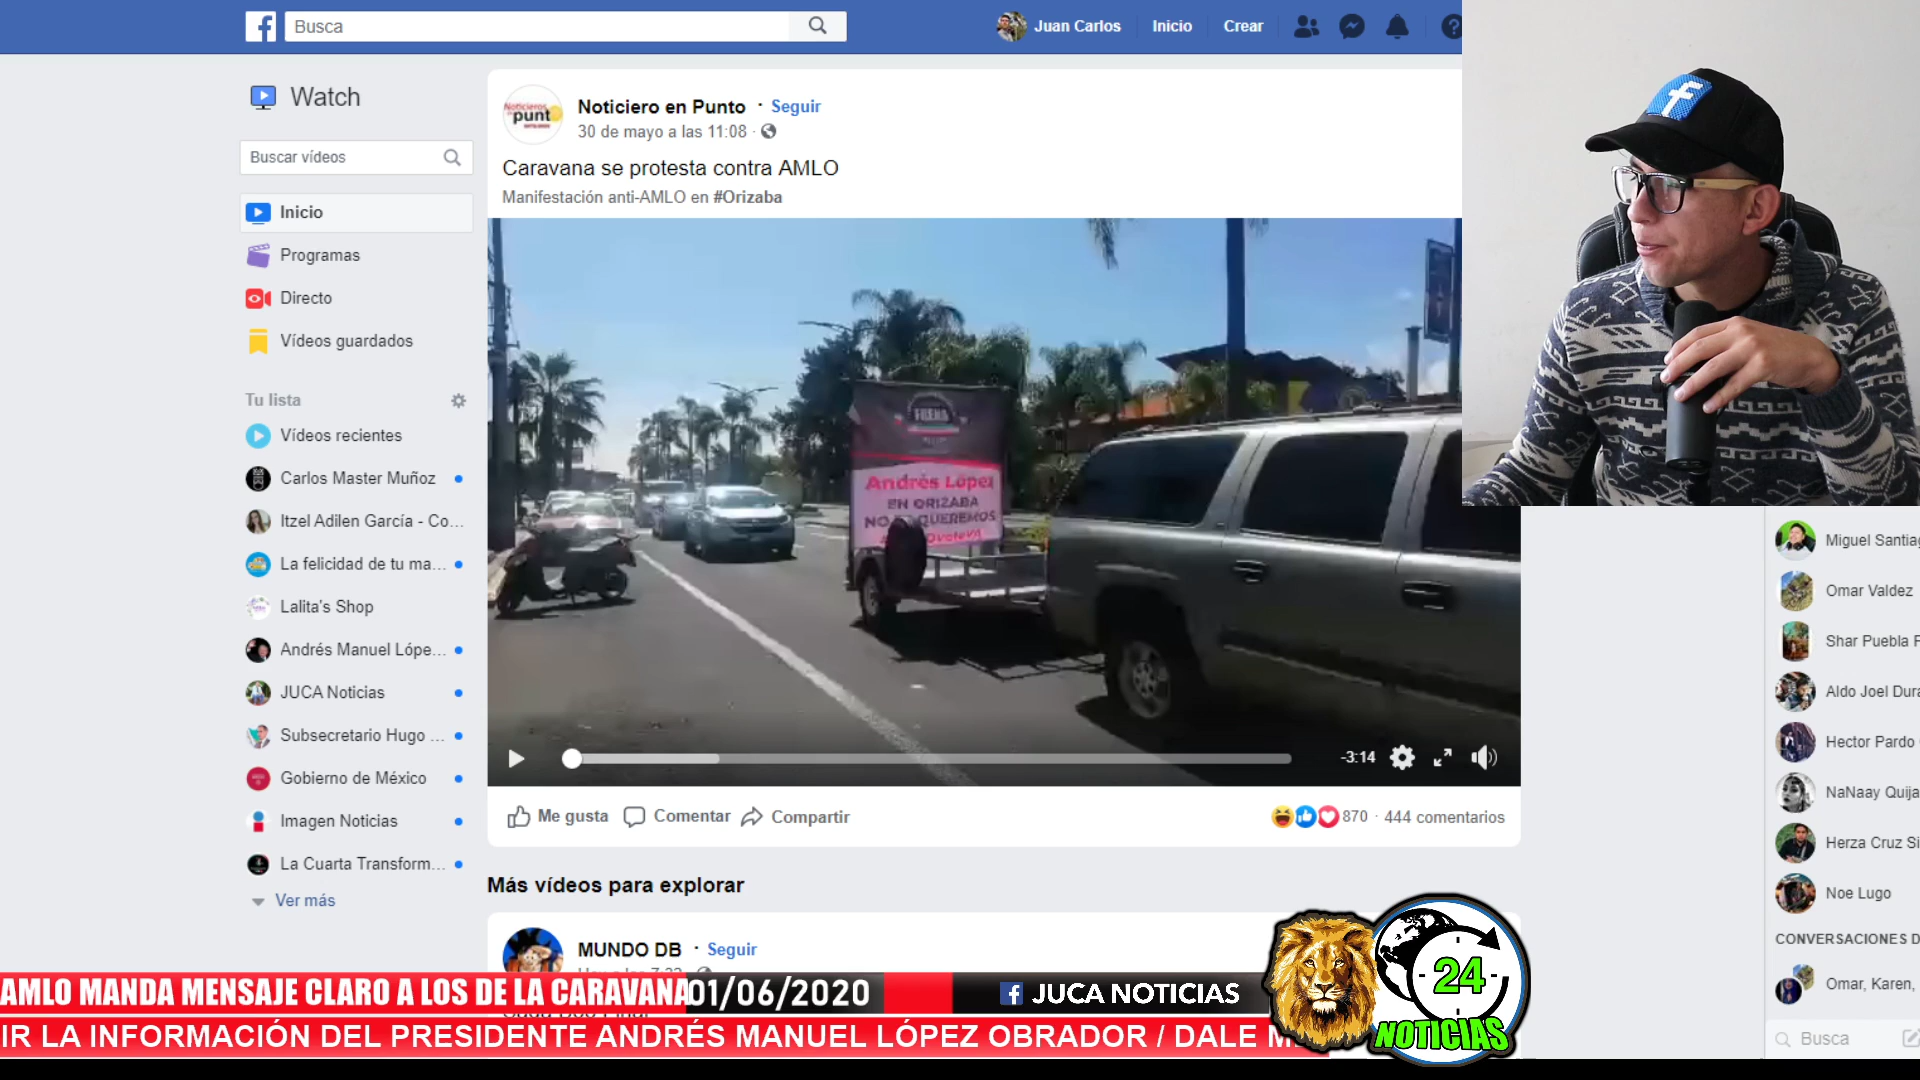 Busca
Juan Carlos
Inicio
Crear
Watch
Buscar vídeos
Inicio
Programas
Directo
Vídeos guardados
Tu lista
Vídeos recientes
Carlos Master Muñoz
Itzel Adilen García - Co...
La felicidad de tu ma...
Lalita's Shop
Andrés Manuel Lópe...
JUCA Noticias
Subsecretario Hugo ...
Gobierno de México
Imagen Noticias
La Cuarta Transform...
Ver más
Noticiero en Punto · Seguir
30 de mayo a las 11:08 ·
Caravana se protesta contra AMLO
Manifestación anti-AMLO en #Orizaba
Noticieros
punto
FRENA
Andrés López
EN ORIZABA
NO QUEREMOS
-3:14
Me gusta
Comentar
Compartir
870 · 444 comentarios
Más vídeos para explorar
MUNDO DB · Seguir
Miguel Santia
Omar Valdez
Shar Puebla
Aldo Joel Dura
Hector Pardo
NaNaay Quija
Herza Cruz Si
Noe Lugo
CONVERSACIONES D
Omar, Karen,
Busca
AMLO MANDA MENSAJE CLARO A LOS DE LA CARAVANA
01/06/2020
JUCA NOTICIAS
IR LA INFORMACIÓN DEL PRESIDENTE ANDRÉS MANUEL LÓPEZ OBRADOR / DALE M
24
NOTICIAS